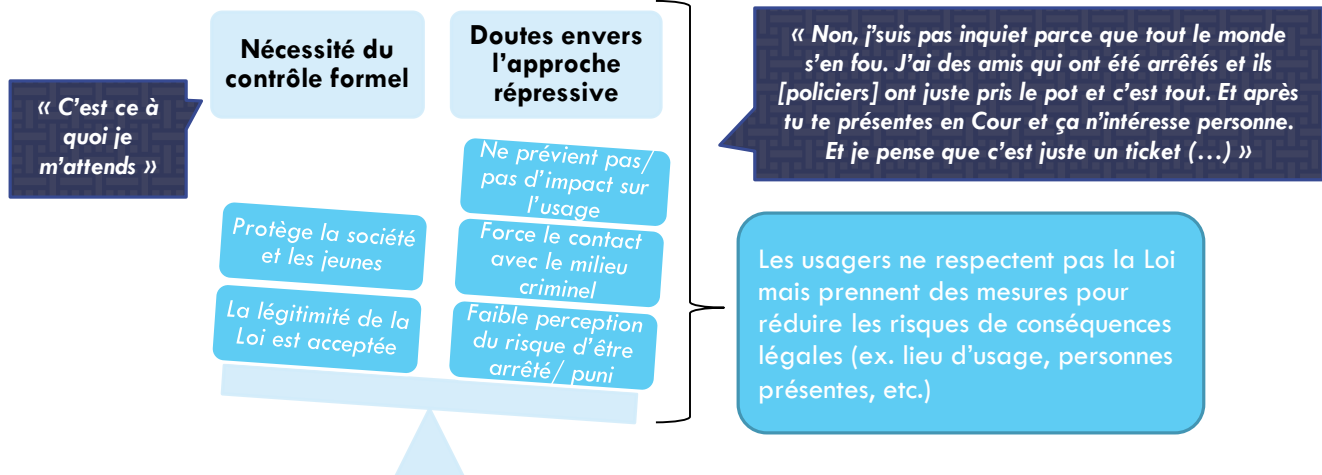 « C'est ce à
quoi je
m'attends »
Nécessité du
contrôle formel
Protège la société
et les jeunes
La légitimité de la
Loi est acceptée
Doutes envers
l'approche
répressive
Ne prévient pas/
pas d'impact sur
l'usage
Force le contact
avec le milieu
criminel
Faible perception
du risque d'être
arrêté/ puni
« Non, j'suis pas inquiet parce que tout le monde
s'en fou. J'ai des amis qui ont été arrêtés et ils
[policiers] ont juste pris le pot et c'est tout. Et après
tu te présentes en Cour et ça n'intéresse personne.
Et je pense que c'est juste un ticket (…) »
Les usagers ne respectent pas la Loi
mais prennent des mesures pour
réduire les risques de conséquences
légales (ex. lieu d'usage, personnes
présentes, etc.)